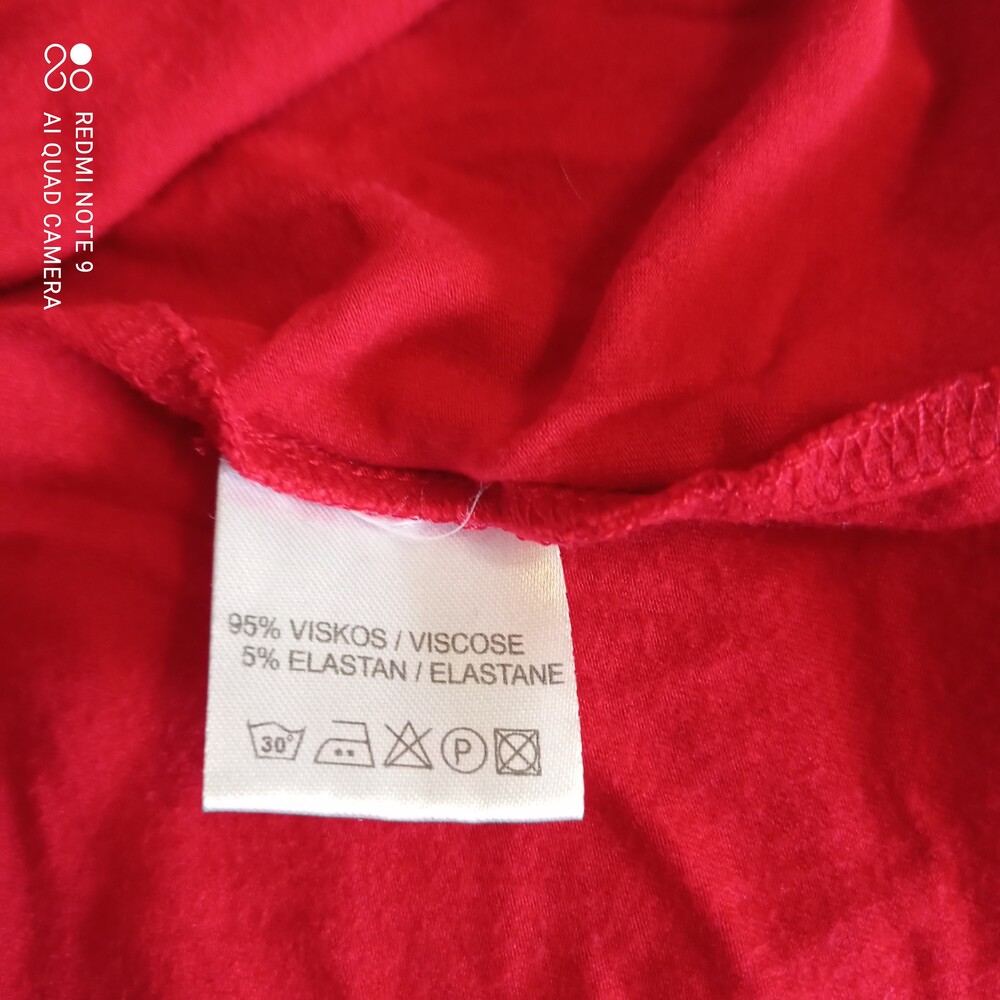 REDMI NOTE 9
AI QUAD CAMERA
95% VISKOS / VISCOSE
5% ELASTAN / ELASTANE
30°
P